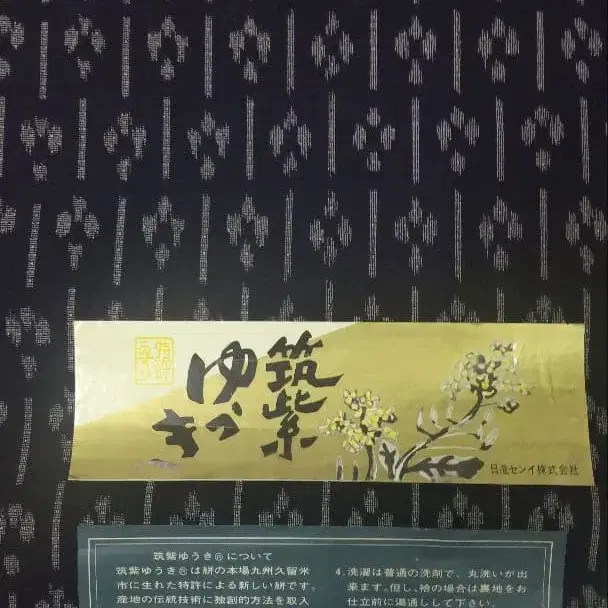 筑紫
ゆうき
センイ株式会社
筑紫ゆうき®について
筑紫ゆうき®は絣の本場九州久留米
市に生れた特許による新しい絣です。
産地の伝統技術に独創的方法を取入
4. 洗濯は普通の洗剤で、丸洗いが出
来ます。但し、袷の場合は裏地をお
仕立前に湯通しして下さい。